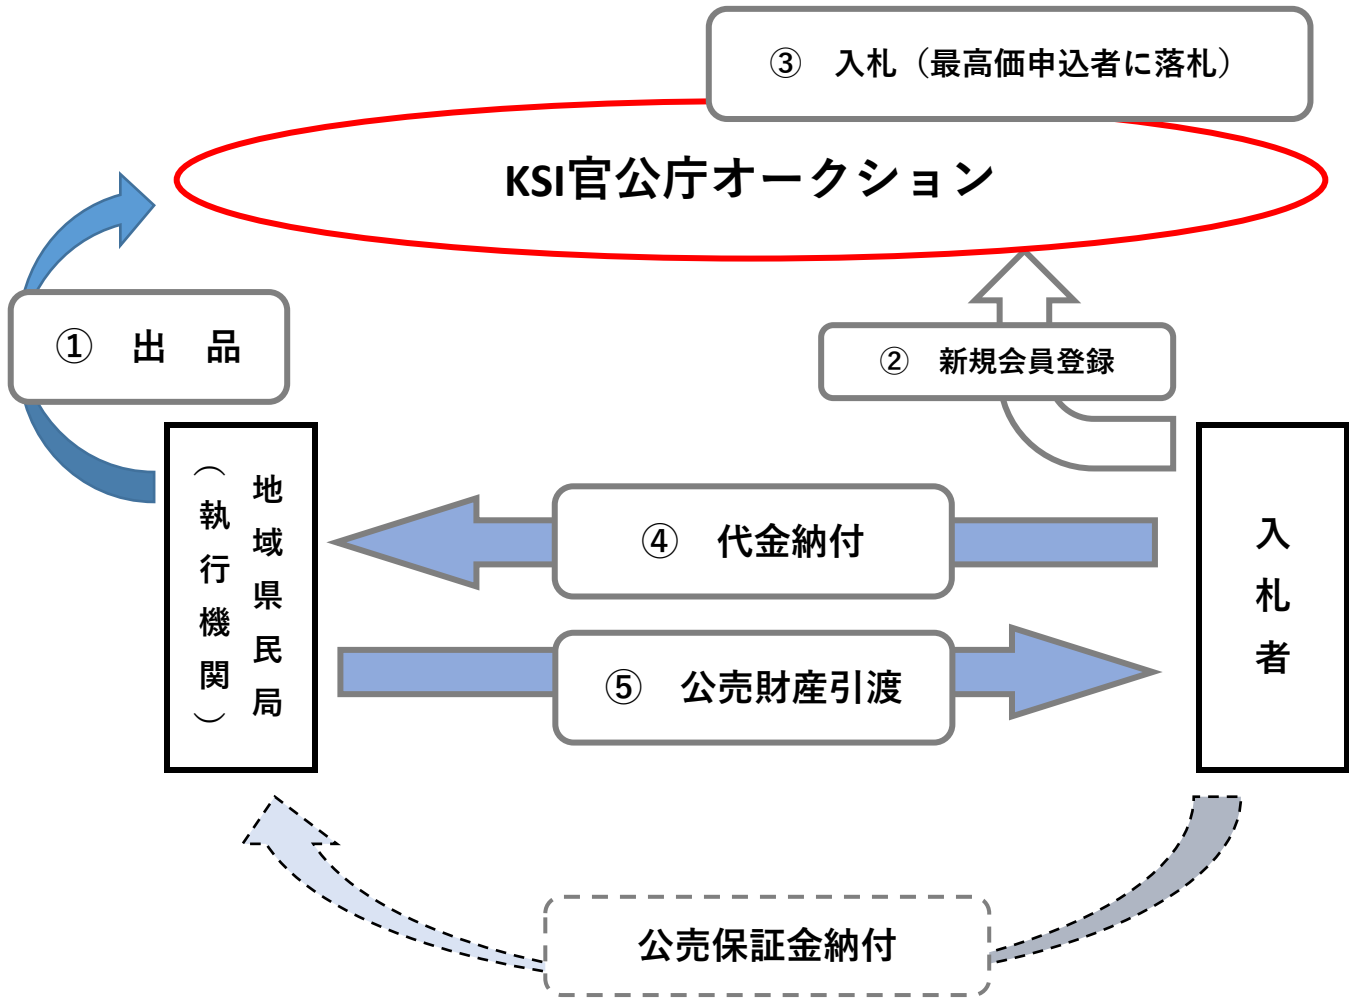 ③　入札（最高価申込者に落札）
KSI官公庁オークション
①　出　品
②　新規会員登録
地域県民局
（執行機関）
④　代金納付
入札者
⑤　公売財産引渡
公売保証金納付